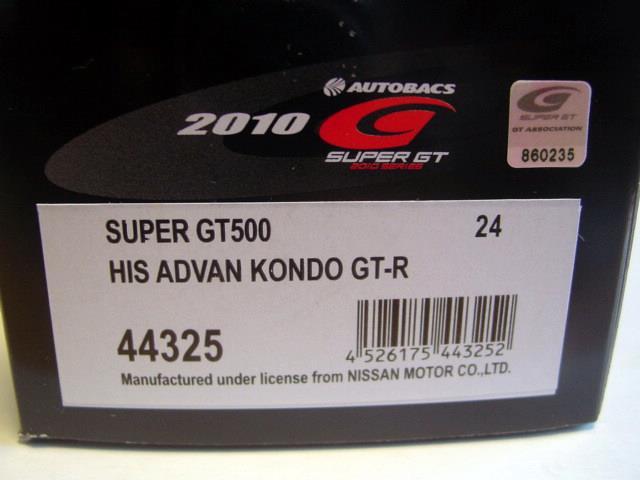 AUTOBACS
2010
SUPER GT
2010 SERIES
SUPER GT
GT ASSOCIATION
860235
SUPER GT500 24
HIS ADVAN KONDO GT-R
44325
4 526175 443252
Manufactured under license from NISSAN MOTOR CO.,LTD.